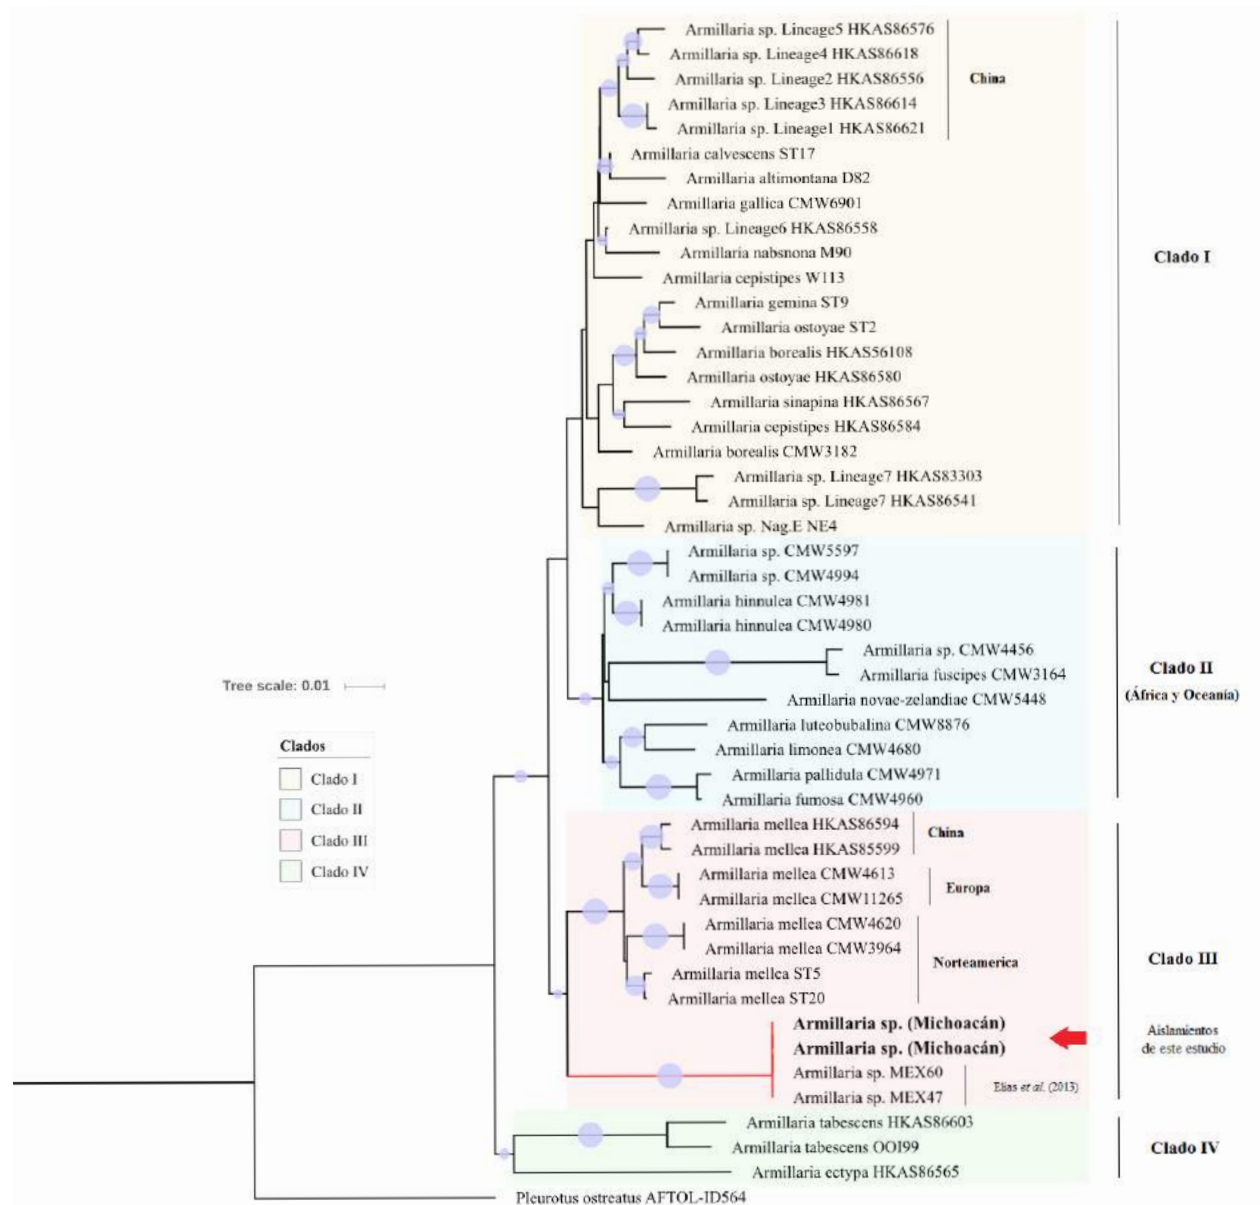 Armillaria sp. Lineage5 HKAS86576
Armillaria sp. Lineage4 HKAS86618
Armillaria sp. Lineage2 HKAS86556
Armillaria sp. Lineage3 HKAS86614
Armillaria sp. Lineage1 HKAS86621
China
Armillaria calvescens ST17
Armillaria altimontana D82
Armillaria gallica CMW6901
Armillaria sp. Lineage6 HKAS86558
Armillaria nabsnona M90
Armillaria cepistipes W113
Armillaria gemina ST9
Armillaria ostoyae ST2
Armillaria borealis HKAS56108
Armillaria ostoyae HKAS86580
Armillaria sinapina HKAS86567
Armillaria cepistipes HKAS86584
Armillaria borealis CMW3182
Armillaria sp. Lineage7 HKAS83303
Armillaria sp. Lineage7 HKAS86541
Armillaria sp. Nag.E NE4
Clado I
Armillaria sp. CMW5597
Armillaria sp. CMW4994
Armillaria hinnulea CMW4981
Armillaria hinnulea CMW4980
Armillaria sp. CMW4456
Armillaria fuscipes CMW3164
Armillaria novae-zelandiae CMW5448
Armillaria luteobubalina CMW8876
Armillaria limonea CMW4680
Armillaria pallidula CMW4971
Armillaria fumosa CMW4960
Clado II
(África y Oceanía)
Tree scale: 0.01
Clados
Clado I
Clado II
Clado III
Clado IV
Armillaria mellea HKAS86594
Armillaria mellea HKAS85599
China
Armillaria mellea CMW4613
Armillaria mellea CMW11265
Europa
Armillaria mellea CMW4620
Armillaria mellea CMW3964
Armillaria mellea ST5
Armillaria mellea ST20
Norteamerica
Armillaria sp. (Michoacán)
Armillaria sp. (Michoacán)
Armillaria sp. MEX60
Armillaria sp. MEX47
Elías et al. (2013)
Clado III
Aislamientos
de este estudio
Armillaria tabescens HKAS86603
Armillaria tabescens OOI99
Armillaria ectypa HKAS86565
Clado IV
Pleurotus ostreatus AFTOL-ID564